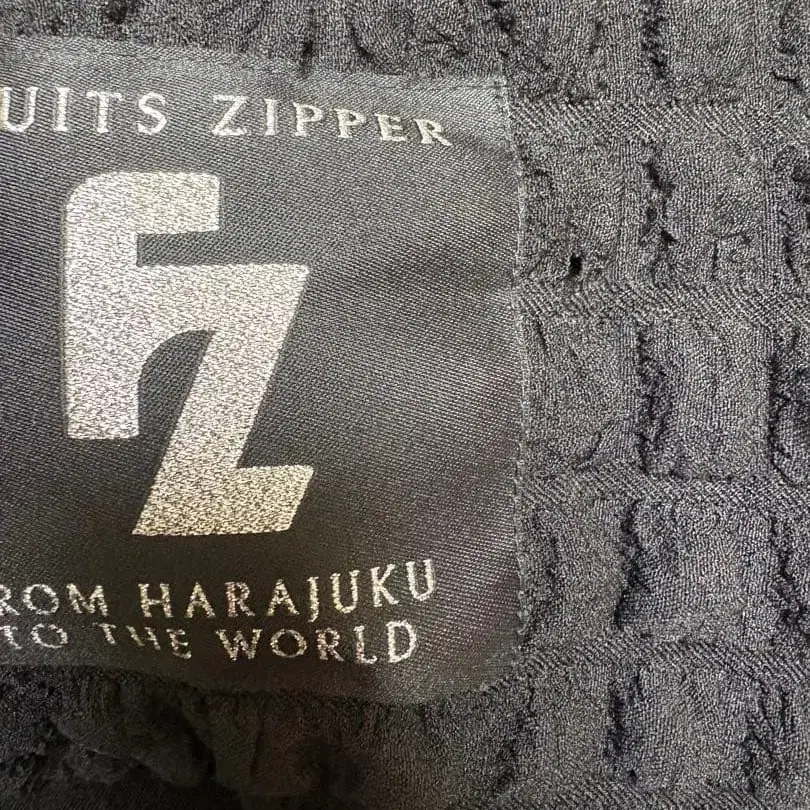 UITS ZIPPER
FZ
ROM HARAJUKU
TO THE WORLD